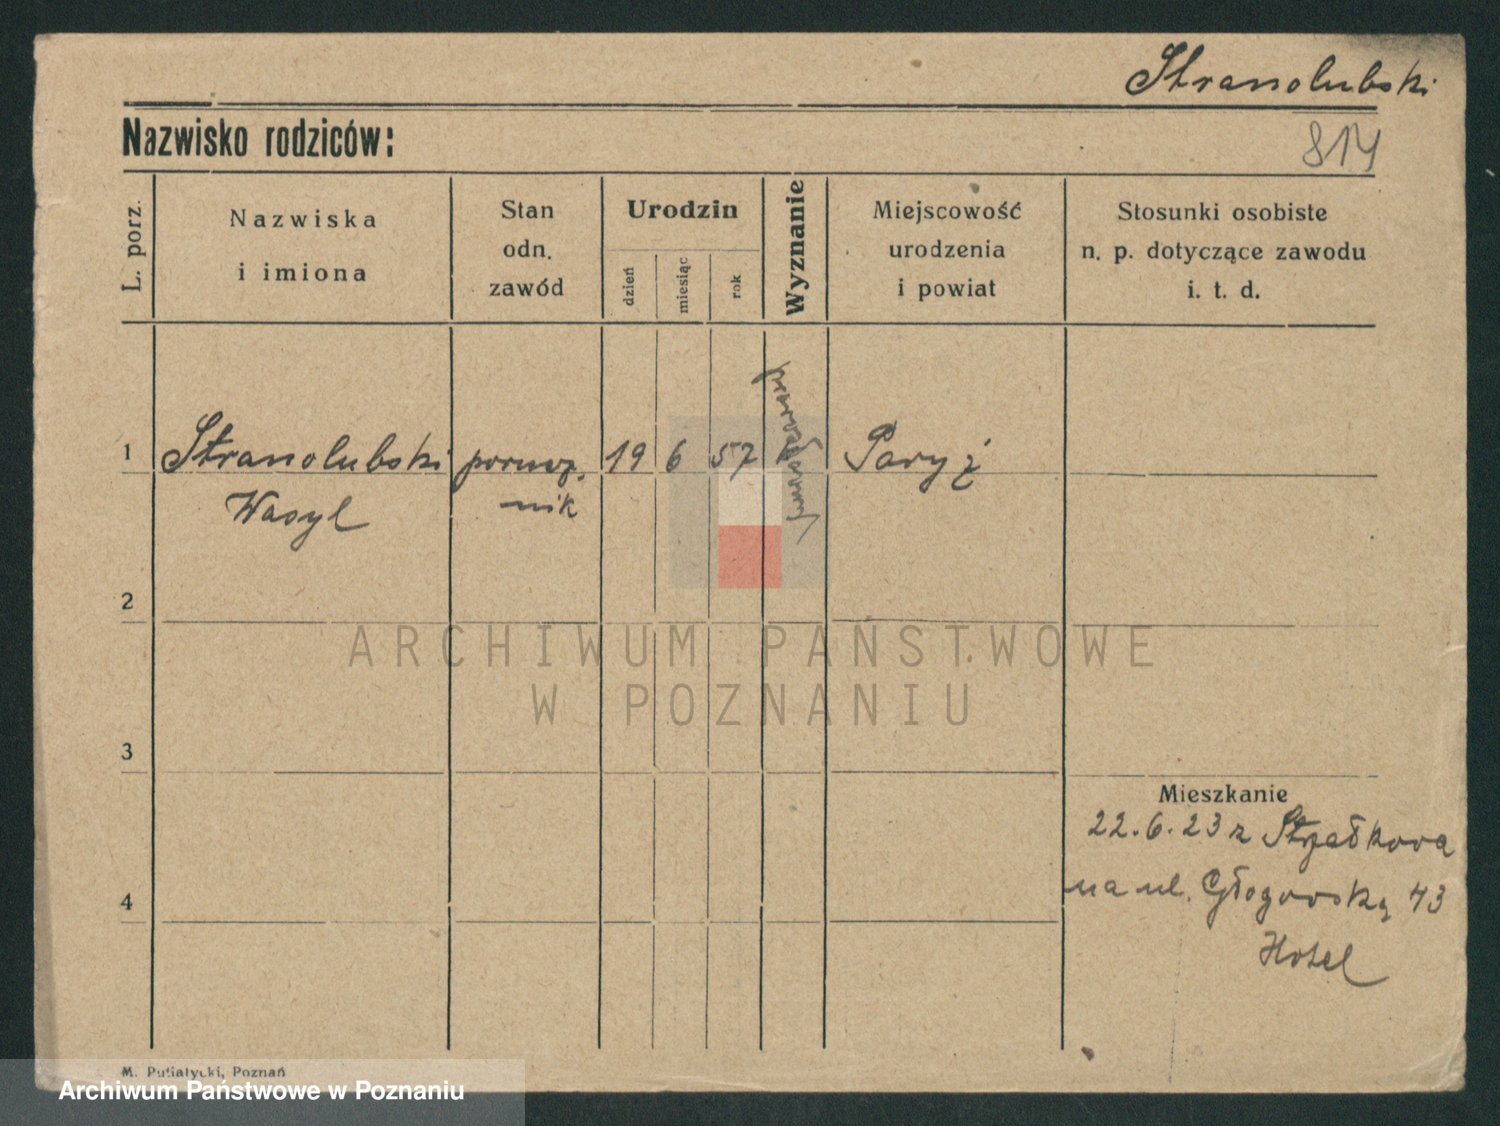 Stranolubski
Nazwisko rodziców:
814
L. porz.
Nazwiska
i imiona
Stan
odn.
zawód
Urodzin
dzień
miesiąc
rok
Wyznanie
Miejscowość
urodzenia
i powiat
Stosunki osobiste
n. p. dotyczące zawodu
i. t. d.
1
Stranolubski
Wasyl
19
6
57
Paryż
2
3
4
ARCHIWUM PAŃSTWOWE
W POZNANIU
Mieszkanie
22.6.23 z Strzałkowa
na ul. Głogowską 43
Hotel
M. Putiatycki, Poznań
Archiwum Państwowe w Poznaniu